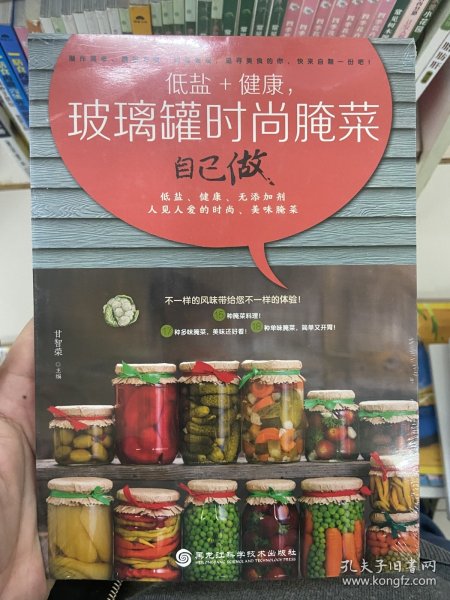 低盐+健康，
玻璃罐时尚腌菜
自己做
低盐、健康、无添加剂
人见人爱的时尚、美味腌菜
不一样的风味带给您不一样的体验！
种腌菜料理！
种多味腌菜，美味还好看！
种单味腌菜，简单又开胃！
甘智荣
主编
黑龙江科学技术出版社
孔夫子旧书网
www.kongfz.com